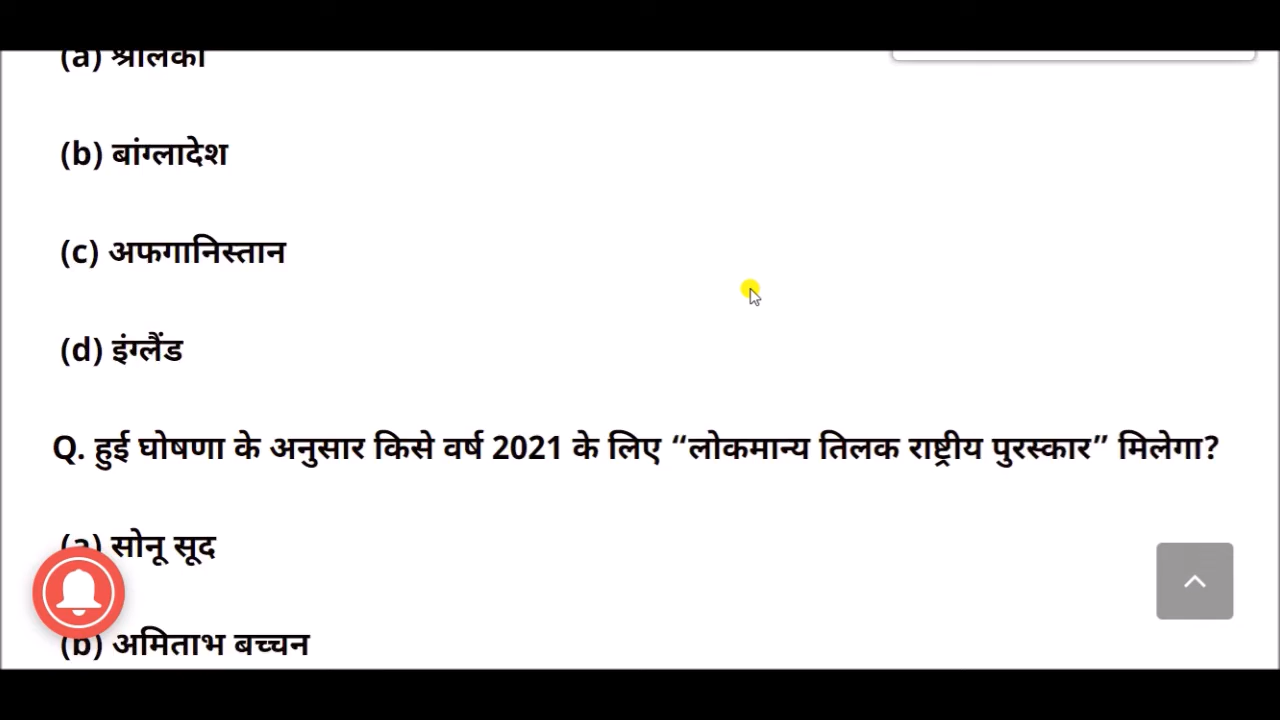 (a) श्रीलंका
(b) बांग्लादेश
(c) अफगानिस्तान
(d) इंग्लैंड
Q. हुई घोषणा के अनुसार किसे वर्ष 2021 के लिए “लोकमान्य तिलक राष्ट्रीय पुरस्कार” मिलेगा?
(a) सोनू सूद
(b) अमिताभ बच्चन